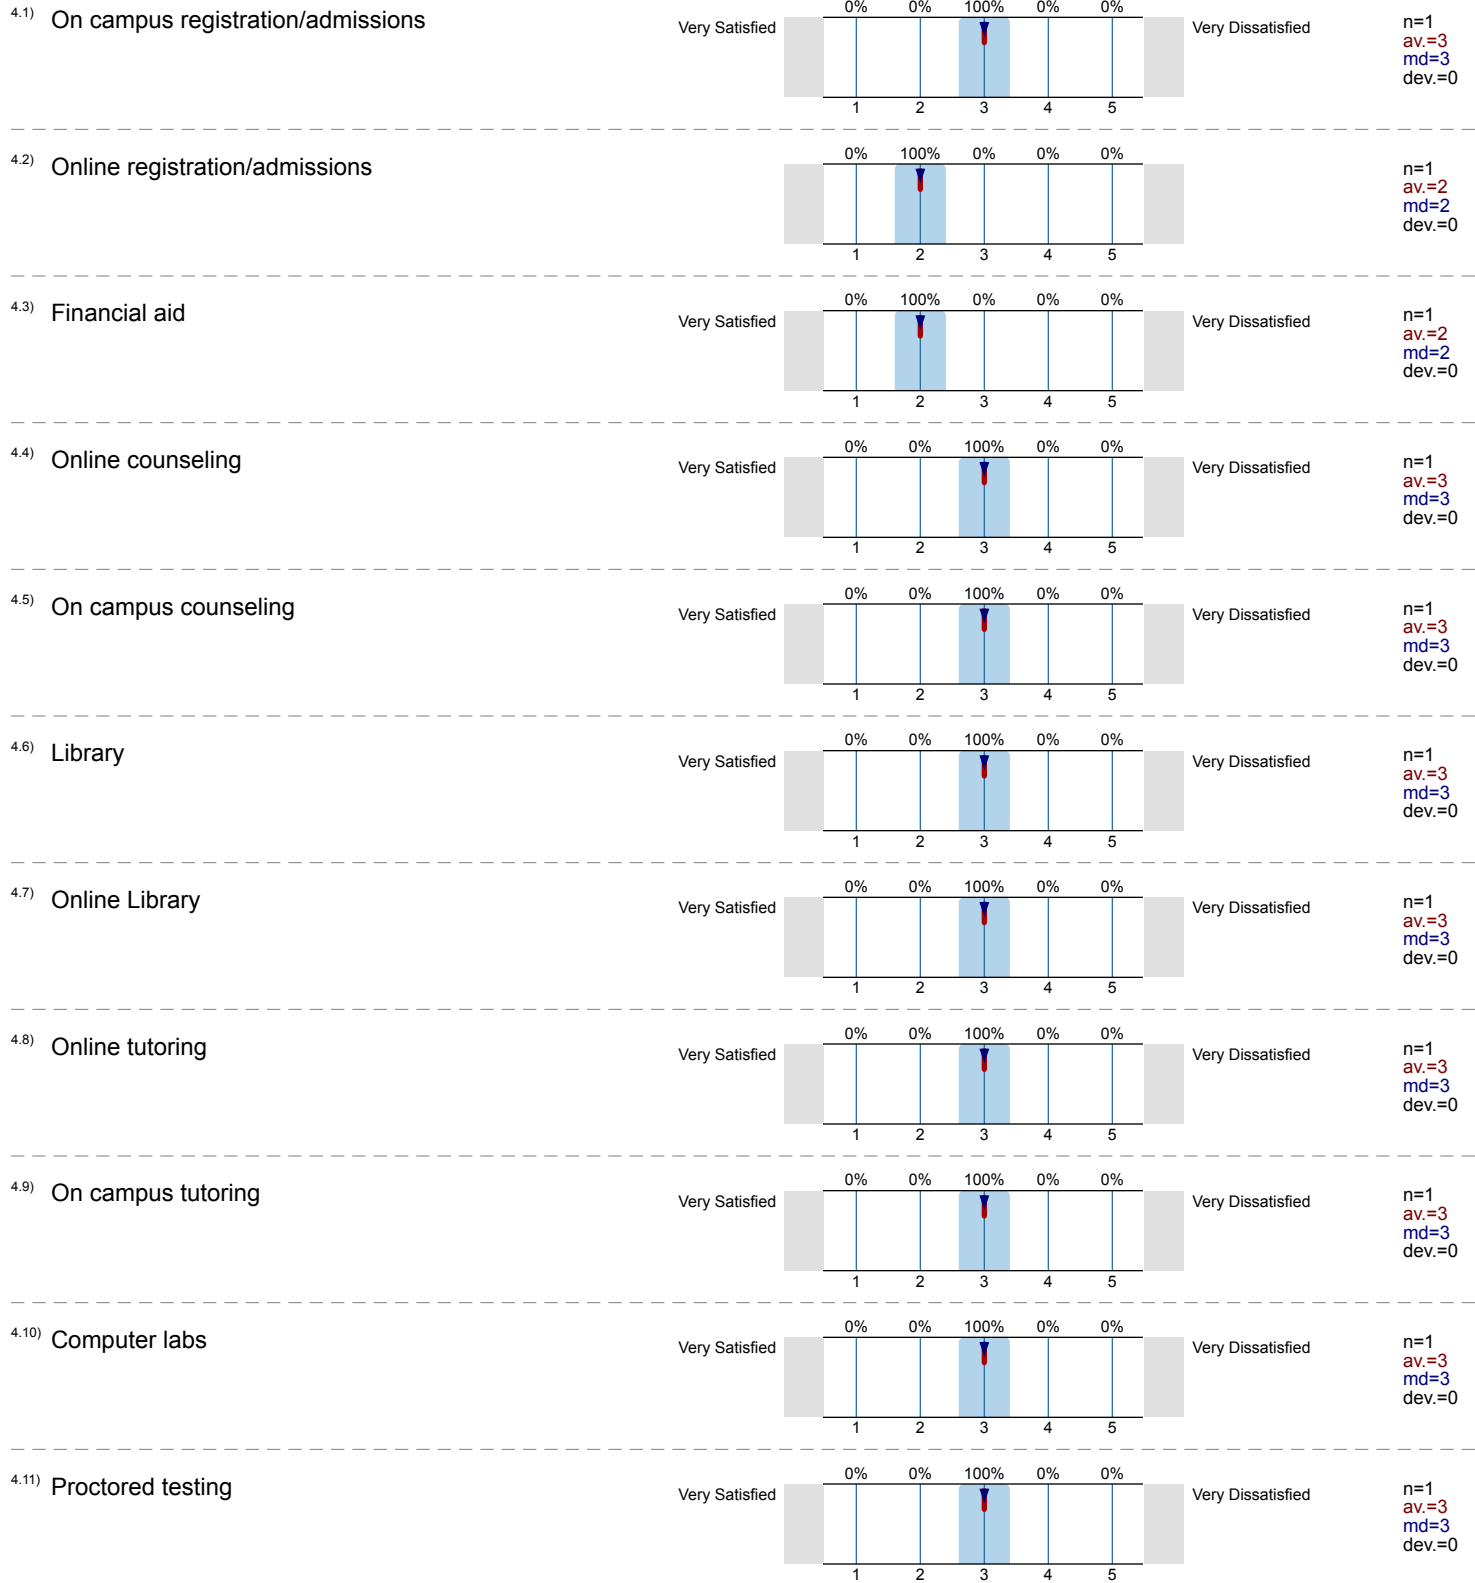 4.1) On campus registration/admissions
0% 0% 100% 0% 0%
Very Satisfied Very Dissatisfied
n=1
av.=3
md=3
dev.=0
1 2 3 4 5
4.2) Online registration/admissions
0% 100% 0% 0% 0%
n=1
av.=2
md=2
dev.=0
1 2 3 4 5
4.3) Financial aid
0% 100% 0% 0% 0%
Very Satisfied Very Dissatisfied
n=1
av.=2
md=2
dev.=0
1 2 3 4 5
4.4) Online counseling
0% 0% 100% 0% 0%
Very Satisfied Very Dissatisfied
n=1
av.=3
md=3
dev.=0
1 2 3 4 5
4.5) On campus counseling
0% 0% 100% 0% 0%
Very Satisfied Very Dissatisfied
n=1
av.=3
md=3
dev.=0
1 2 3 4 5
4.6) Library
0% 0% 100% 0% 0%
Very Satisfied Very Dissatisfied
n=1
av.=3
md=3
dev.=0
1 2 3 4 5
4.7) Online Library
0% 0% 100% 0% 0%
Very Satisfied Very Dissatisfied
n=1
av.=3
md=3
dev.=0
1 2 3 4 5
4.8) Online tutoring
0% 0% 100% 0% 0%
Very Satisfied Very Dissatisfied
n=1
av.=3
md=3
dev.=0
1 2 3 4 5
4.9) On campus tutoring
0% 0% 100% 0% 0%
Very Satisfied Very Dissatisfied
n=1
av.=3
md=3
dev.=0
1 2 3 4 5
4.10) Computer labs
0% 0% 100% 0% 0%
Very Satisfied Very Dissatisfied
n=1
av.=3
md=3
dev.=0
1 2 3 4 5
4.11) Proctored testing
0% 0% 100% 0% 0%
Very Satisfied Very Dissatisfied
n=1
av.=3
md=3
dev.=0
1 2 3 4 5